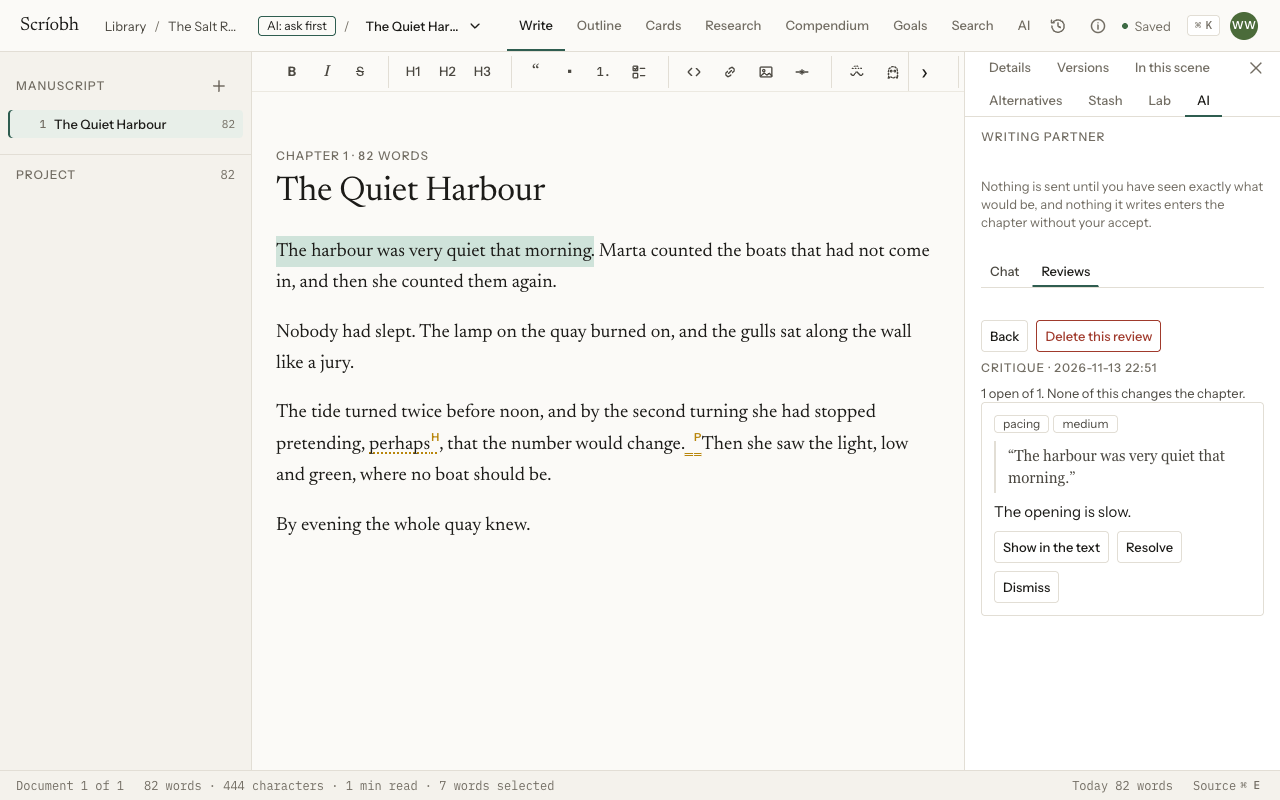 Scríobh
Library / The Salt R... AI: ask first / The Quiet Har...
Write Outline Cards Research Compendium Goals Search AI
Saved ⌘ K WW
MANUSCRIPT +
1 The Quiet Harbour 82
PROJECT 82
B I S H1 H2 H3 “ 1.
CHAPTER 1 · 82 WORDS
The Quiet Harbour
The harbour was very quiet that morning. Marta counted the boats that had not come
in, and then she counted them again.
Nobody had slept. The lamp on the quay burned on, and the gulls sat along the wall
like a jury.
The tide turned twice before noon, and by the second turning she had stopped
pretending, perhapsH, that the number would change. PThen she saw the light, low
and green, where no boat should be.
By evening the whole quay knew.
Details Versions In this scene
Alternatives Stash Lab AI
WRITING PARTNER
Nothing is sent until you have seen exactly what
would be, and nothing it writes enters the
chapter without your accept.
Chat Reviews
Back Delete this review
CRITIQUE · 2026-11-13 22:51
1 open of 1. None of this changes the chapter.
pacing medium
“The harbour was very quiet that
morning.”
The opening is slow.
Show in the text Resolve
Dismiss
Document 1 of 1 82 words · 444 characters · 1 min read · 7 words selected
Today 82 words Source ⌘ E